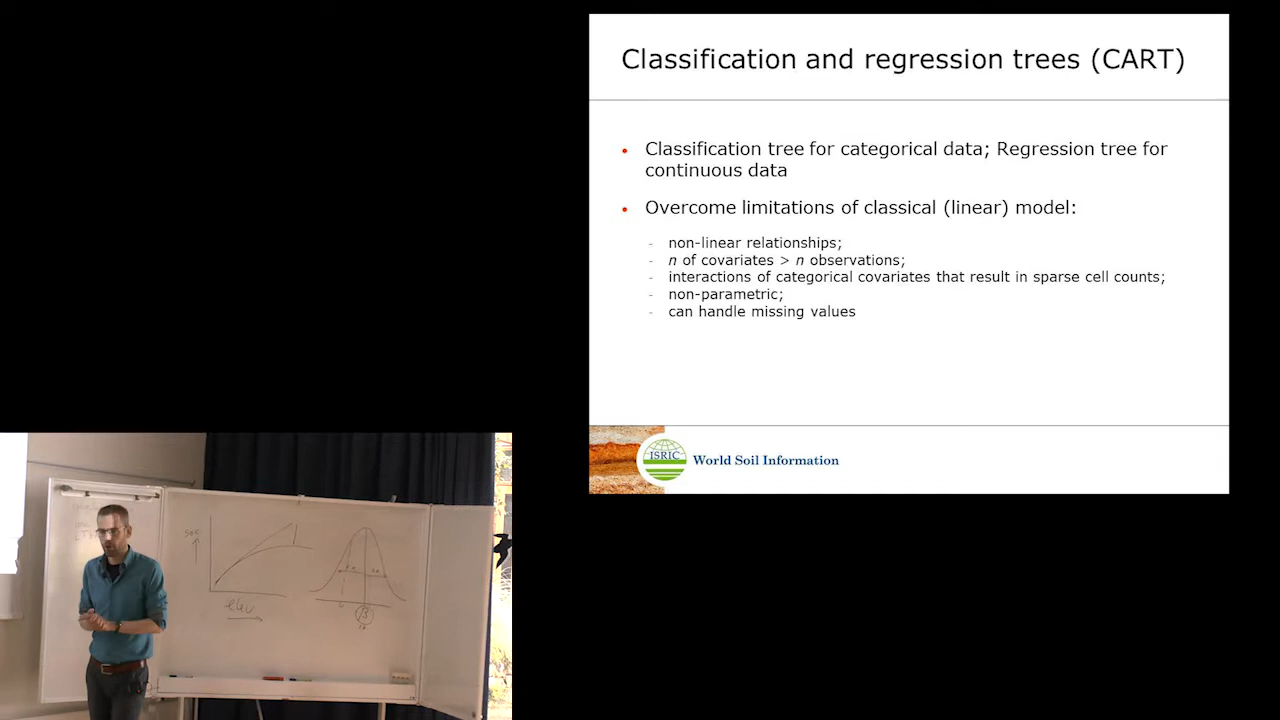 Classification and regression trees (CART)
• Classification tree for categorical data; Regression tree for
continuous data
• Overcome limitations of classical (linear) model:
- non-linear relationships;
- n of covariates > n observations;
- interactions of categorical covariates that result in sparse cell counts;
- non-parametric;
- can handle missing values
ISRIC World Soil Information
elev
β